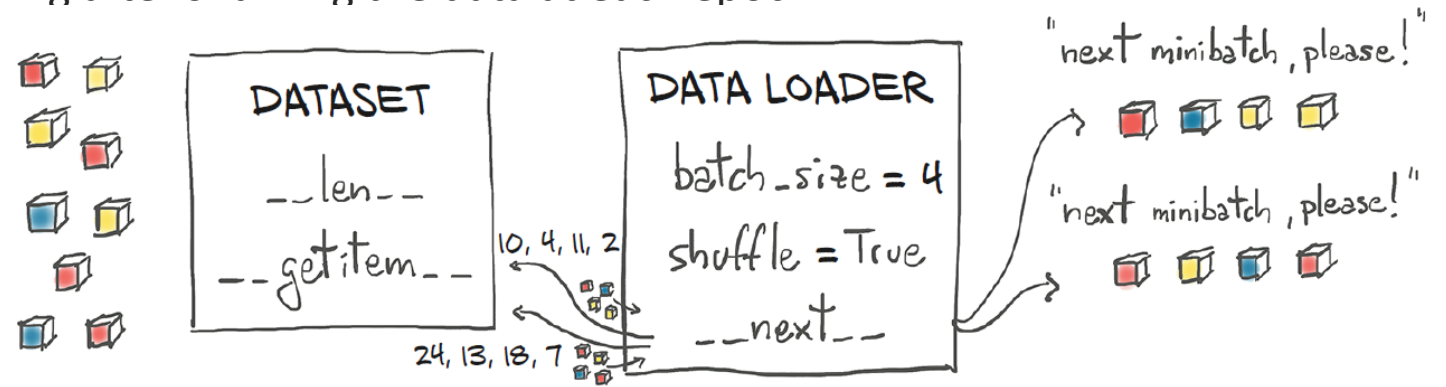 DATASET
__len__
__getitem__
10, 4, 11, 2
24, 13, 18, 7
DATA LOADER
batch_size = 4
shuffle = True
__next__
"next minibatch, please!"
"next minibatch, please!"